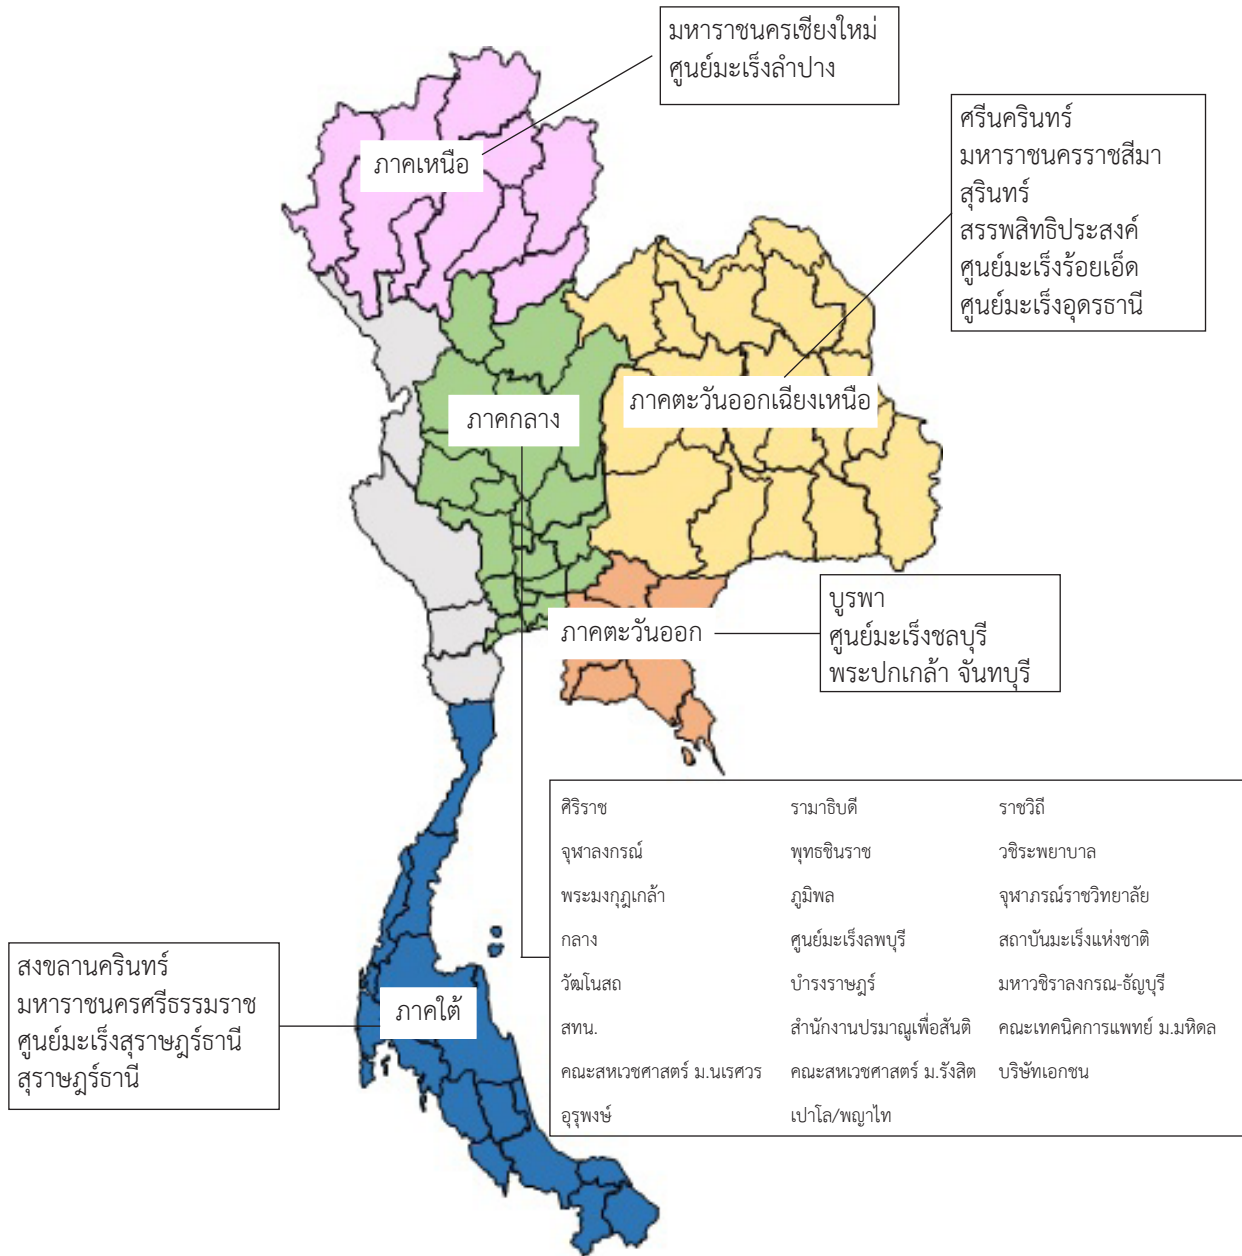 มหาราชนครเชียงใหม่
ศูนย์มะเร็งลำปาง
ภาคเหนือ
ศรีนครินทร์
มหาราชนครราชสีมา
สุรินทร์
สรรพสิทธิประสงค์
ศูนย์มะเร็งร้อยเอ็ด
ศูนย์มะเร็งอุดรธานี
ภาคตะวันออกเฉียงเหนือ
ภาคกลาง
บูรพา
ศูนย์มะเร็งชลบุรี
พระปกเกล้า จันทบุรี
ภาคตะวันออก
ศิริราช รามาธิบดี ราชวิถี
จุฬาลงกรณ์ พุทธชินราช วชิระพยาบาล
พระมงกุฎเกล้า ภูมิพล จุฬาภรณ์ราชวิทยาลัย
กลาง ศูนย์มะเร็งลพบุรี สถาบันมะเร็งแห่งชาติ
วัฒโนสถ บำรงราษฎร์ มหาวชิราลงกรณ-ธัญบุรี
สทน. สำนักงานปรมาณูเพื่อสันติ คณะเทคนิคการแพทย์ ม.มหิดล
คณะสหเวชศาสตร์ ม.นเรศวร คณะสหเวชศาสตร์ ม.รังสิต บริษัทเอกชน
อุรุพงษ์ เปาโล/พญาไท
สงขลานครินทร์
มหาราชนครศรีธรรมราช
ศูนย์มะเร็งสุราษฎร์ธานี
สุราษฎร์ธานี
ภาคใต้